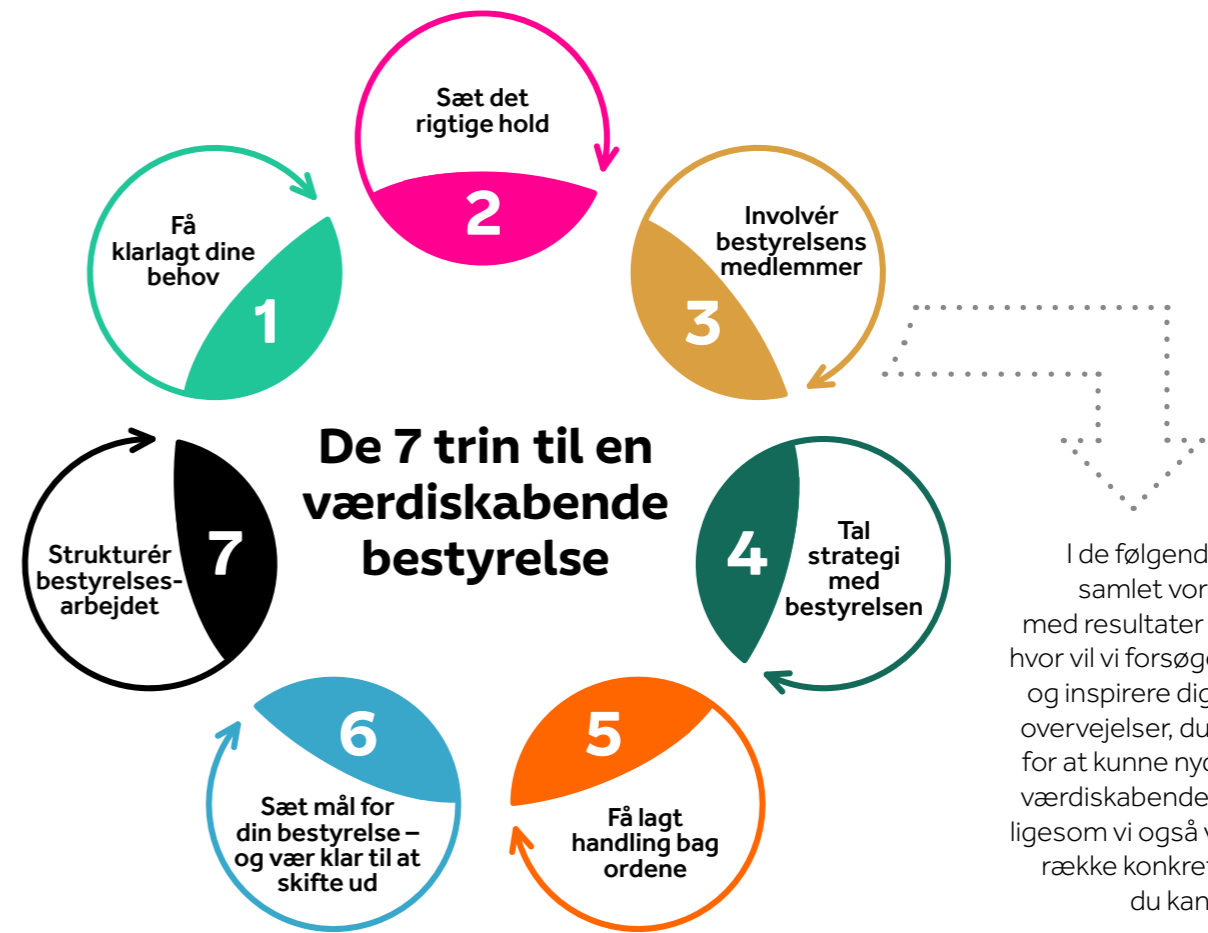 De 7 trin til en
værdiskabende
bestyrelse
Få
klarlagt dine
behov
1
Sæt det
rigtige hold
2
Involvér
bestyrelsens
medlemmer
3
Tal
strategi
med
bestyrelsen
4
Få lagt
handling bag
ordene
5
Sæt mål for
din bestyrelse –
og vær klar til at
skifte ud
6
Strukturér
bestyrelses-
arbejdet
7
I de følgend
samlet vor
med resultater
hvor vil vi forsøge
og inspirere dig
overvejelser, du
for at kunne nyd
værdiskabende
ligesom vi også v
række konkret
du kan